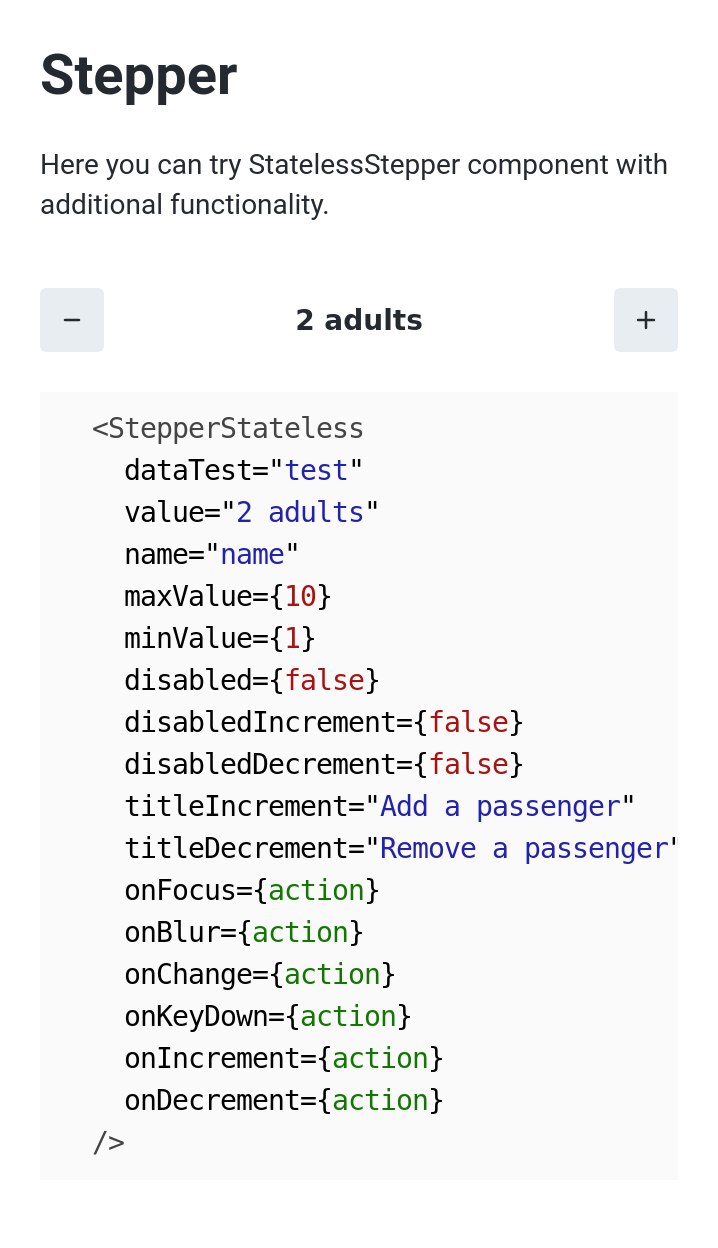 Stepper
Here you can try StatelessStepper component with
additional functionality.
− 2 adults +
<StepperStateless
dataTest="test"
value="2 adults"
name="name"
maxValue={10}
minValue={1}
disabled={false}
disabledIncrement={false}
disabledDecrement={false}
titleIncrement="Add a passenger"
titleDecrement="Remove a passenger"
onFocus={action}
onBlur={action}
onChange={action}
onKeyDown={action}
onIncrement={action}
onDecrement={action}
/>